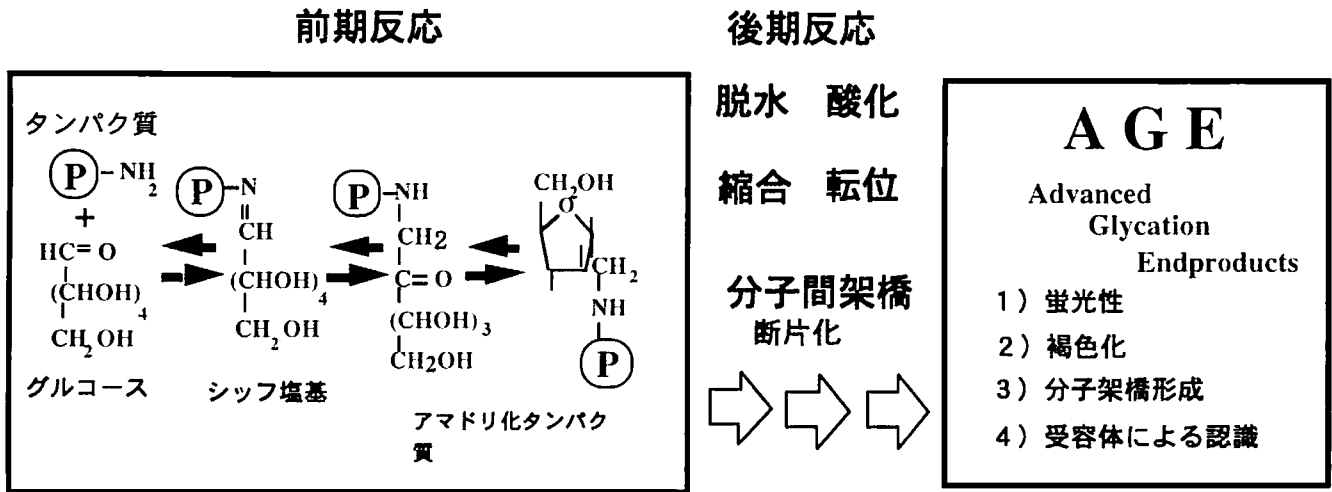 前期反応
タンパク質
P-NH2
+
HC=O
(CHOH)4
CH2OH
グルコース
P-N
CH
(CHOH)4
CH2OH
シッフ塩基
P-NH
CH2
C=O
(CHOH)3
CH2OH
CH2OH
O
CH2
NH
P
アマドリ化タンパク
質
後期反応
脱水 酸化
縮合 転位
分子間架橋
断片化
AGE
Advanced
Glycation
Endproducts
1）蛍光性
2）褐色化
3）分子架橋形成
4）受容体による認識